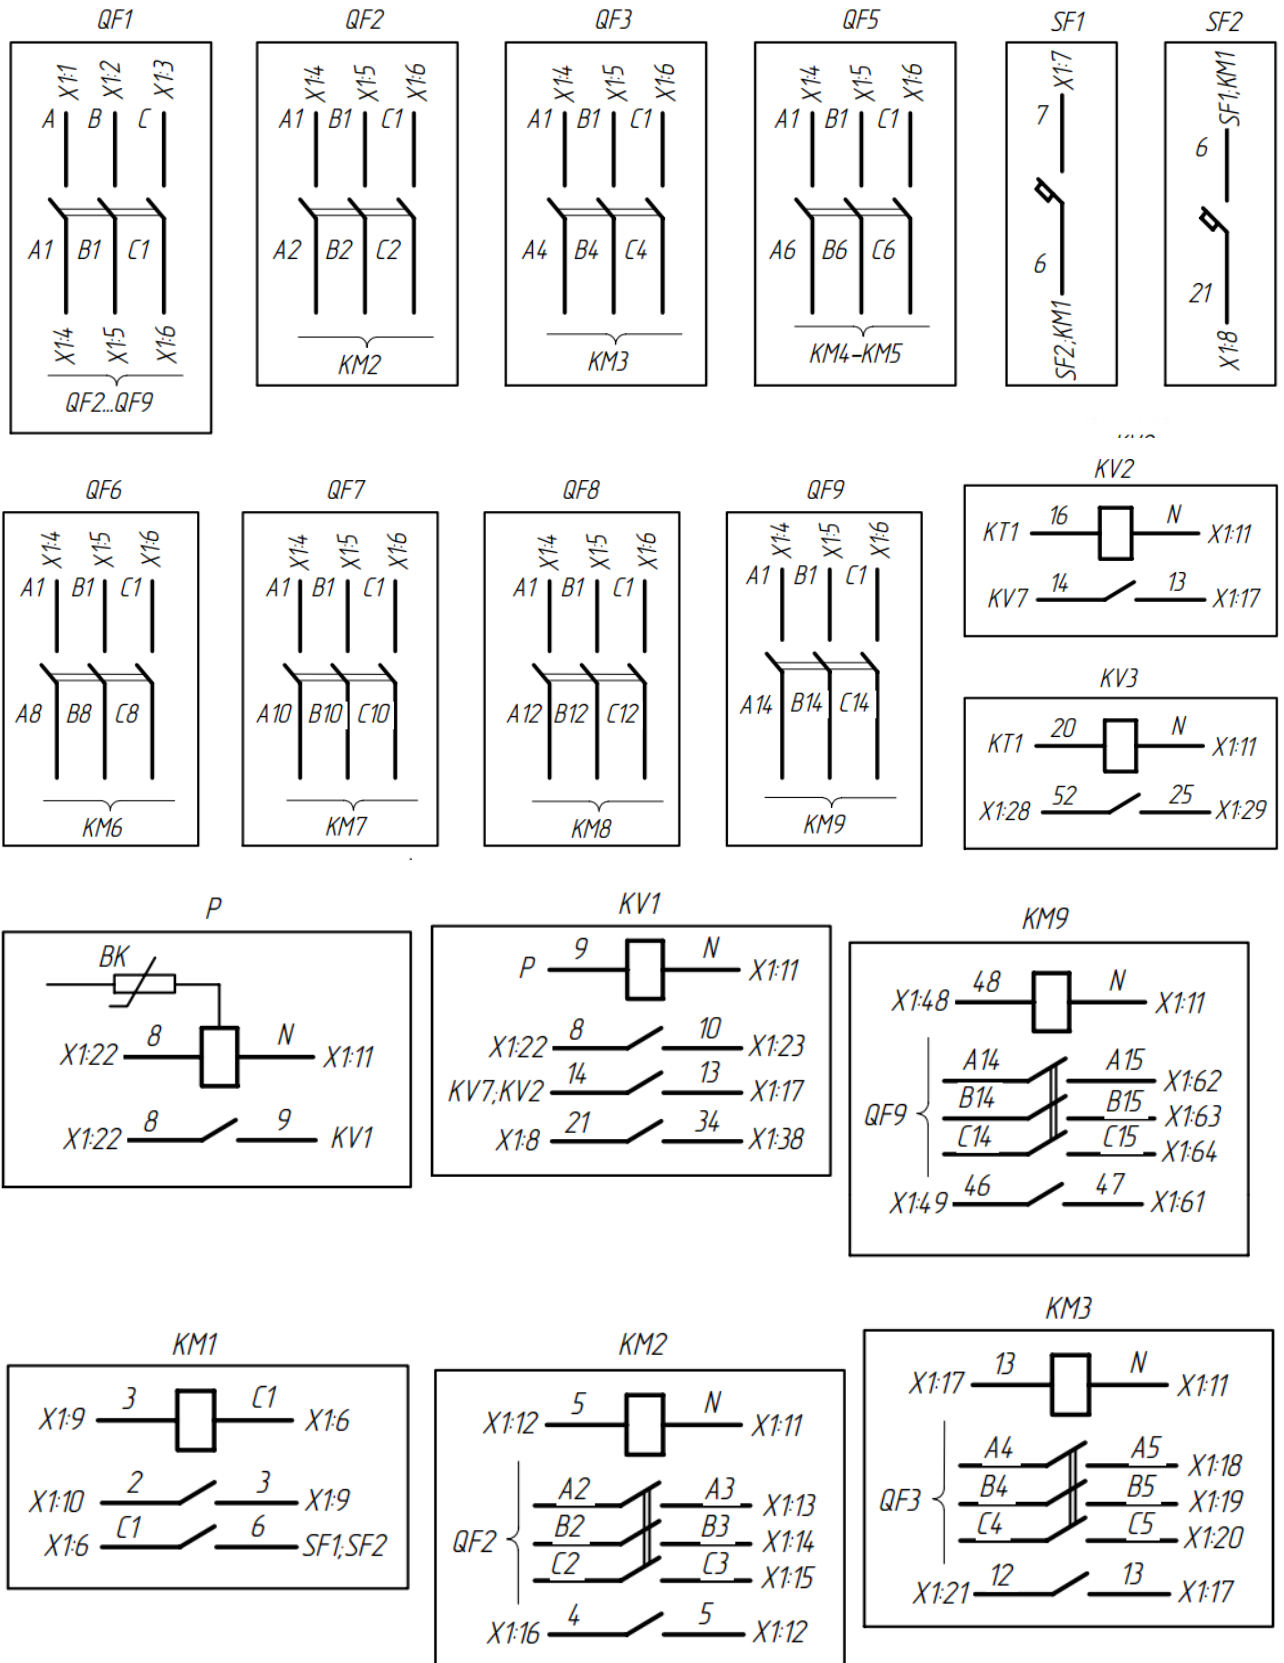 QF1 QF2 QF3 QF5 SF1 SF2
X1:1 X1:2 X1:3
A B C
A1 B1 C1
X1:4 X1:5 X1:6
QF2...QF9
X1:4 X1:5 X1:6
A1 B1 C1
A2 B2 C2
KM2
X1:4 X1:5 X1:6
A1 B1 C1
A4 B4 C4
KM3
X1:4 X1:5 X1:6
A1 B1 C1
A6 B6 C6
KM4-KM5
X1:7
7
6
SF2;KM1
SF1;KM1
6
21
X1:8
QF6 QF7 QF8 QF9
X1:4 X1:5 X1:6
A1 B1 C1
A8 B8 C8
KM6
X1:4 X1:5 X1:6
A1 B1 C1
A10 B10 C10
KM7
X1:4 X1:5 X1:6
A1 B1 C1
A12 B12 C12
KM8
X1:4 X1:5 X1:6
A1 B1 C1
A14 B14 C14
KM9
KV2
KT1 16 N X1:11
KV7 14 13 X1:17
KV3
KT1 20 N X1:11
X1:28 52 25 X1:29
P
BK
X1:22 8 N X1:11
X1:22 8 9 KV1
KV1
P 9 N X1:11
X1:22 8 10 X1:23
KV7;KV2 14 13 X1:17
X1:8 21 34 X1:38
KM9
X1:48 48 N X1:11
A14 A15 X1:62
QF9 B14 B15 X1:63
C14 C15 X1:64
X1:49 46 47 X1:61
KM1
X1:9 3 C1 X1:6
X1:10 2 3 X1:9
X1:6 C1 6 SF1;SF2
KM2
X1:12 5 N X1:11
A2 A3 X1:13
QF2 B2 B3 X1:14
C2 C3 X1:15
X1:16 4 5 X1:12
KM3
X1:17 13 N X1:11
A4 A5 X1:18
QF3 B4 B5 X1:19
C4 C5 X1:20
X1:21 12 13 X1:17